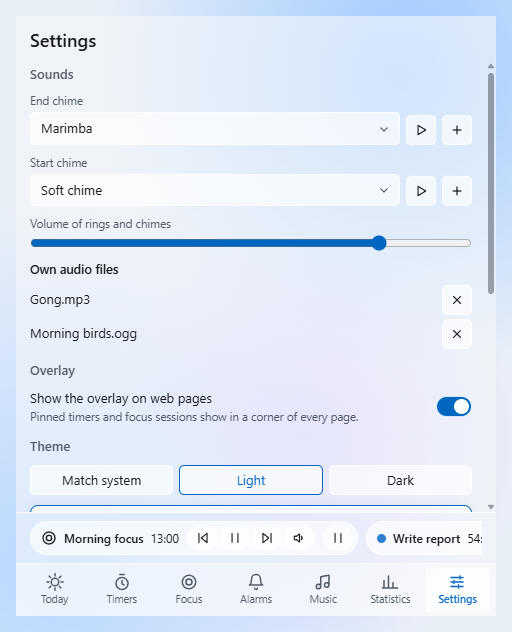 Settings
Sounds
End chime
Marimba
Start chime
Soft chime
Volume of rings and chimes
Own audio files
Gong.mp3
Morning birds.ogg
Overlay
Show the overlay on web pages
Pinned timers and focus sessions show in a corner of every page.
Theme
Match system Light Dark
Morning focus 13:00 Write report 54:
Today Timers Focus Alarms Music Statistics Settings